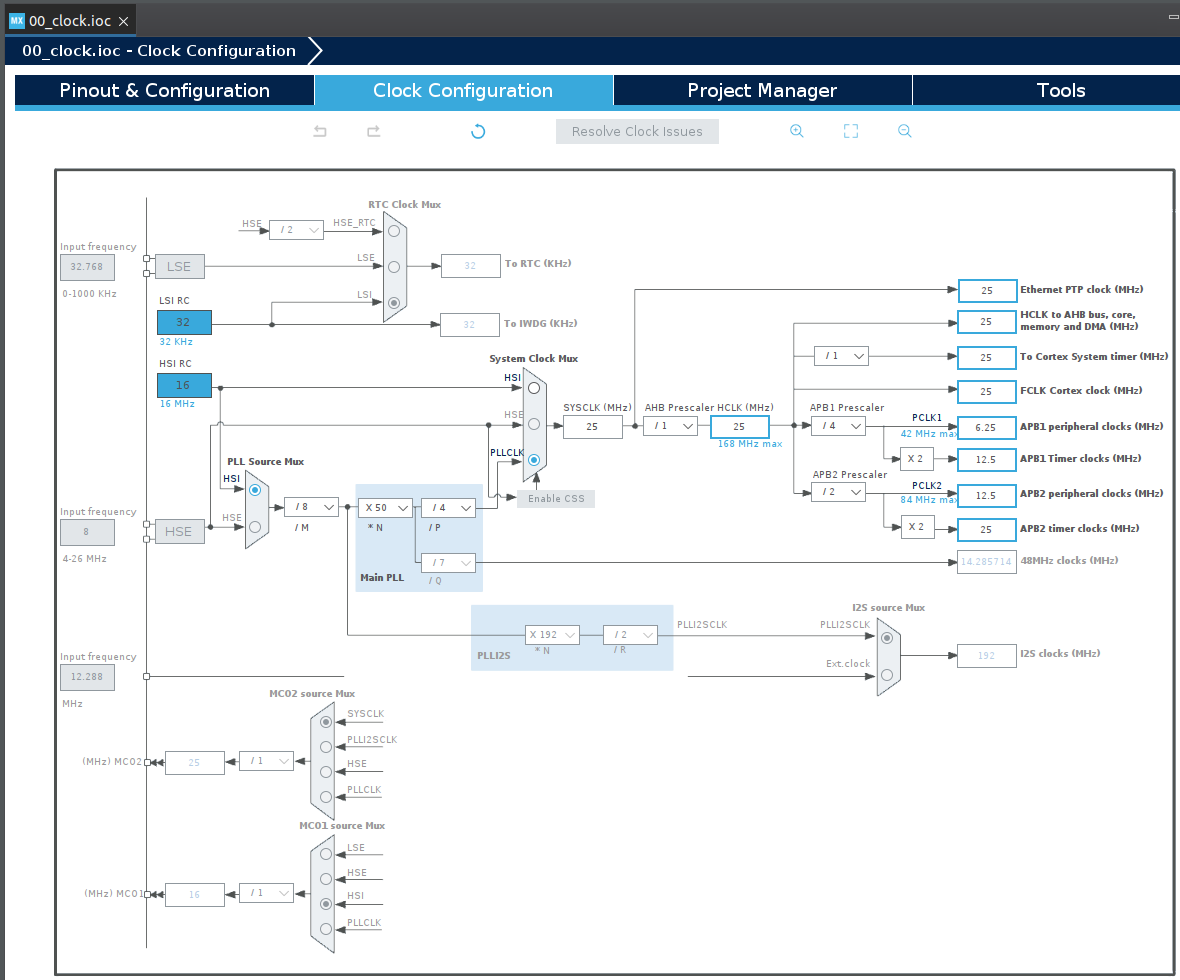 MX 00_clock.ioc
00_clock.ioc - Clock Configuration
Pinout & Configuration
Clock Configuration
Project Manager
Tools
Resolve Clock Issues
RTC Clock Mux
HSE
/ 2
HSE_RTC
Input frequency
32.768
0-1000 KHz
LSE
LSE
32
To RTC (KHz)
LSI RC
32
32 KHz
LSI
32
To IWDG (KHz)
HSI RC
16
16 MHz
System Clock Mux
HSI
HSE
PLLCLK
Enable CSS
SYSCLK (MHz)
25
AHB Prescaler
/ 1
HCLK (MHz)
25
168 MHz max
25
Ethernet PTP clock (MHz)
25
HCLK to AHB bus, core,
memory and DMA (MHz)
/ 1
25
To Cortex System timer (MHz)
25
FCLK Cortex clock (MHz)
APB1 Prescaler
/ 4
PCLK1
42 MHz max
6.25
APB1 peripheral clocks (MHz)
X 2
12.5
APB1 Timer clocks (MHz)
APB2 Prescaler
/ 2
PCLK2
84 MHz max
12.5
APB2 peripheral clocks (MHz)
X 2
25
APB2 timer clocks (MHz)
14.285714
48MHz clocks (MHz)
PLL Source Mux
HSI
HSE
Input frequency
8
4-26 MHz
HSE
/ 8
/ M
X 50
* N
/ 4
/ P
/ 7
/ Q
Main PLL
PLLI2S
X 192
* N
/ 2
/ R
PLLI2SCLK
I2S source Mux
PLLI2SCLK
Ext.clock
192
I2S clocks (MHz)
Input frequency
12.288
MHz
MCO2 source Mux
SYSCLK
PLLI2SCLK
HSE
PLLCLK
(MHz) MCO2
25
/ 1
MCO1 source Mux
LSE
HSE
HSI
PLLCLK
(MHz) MCO1
16
/ 1